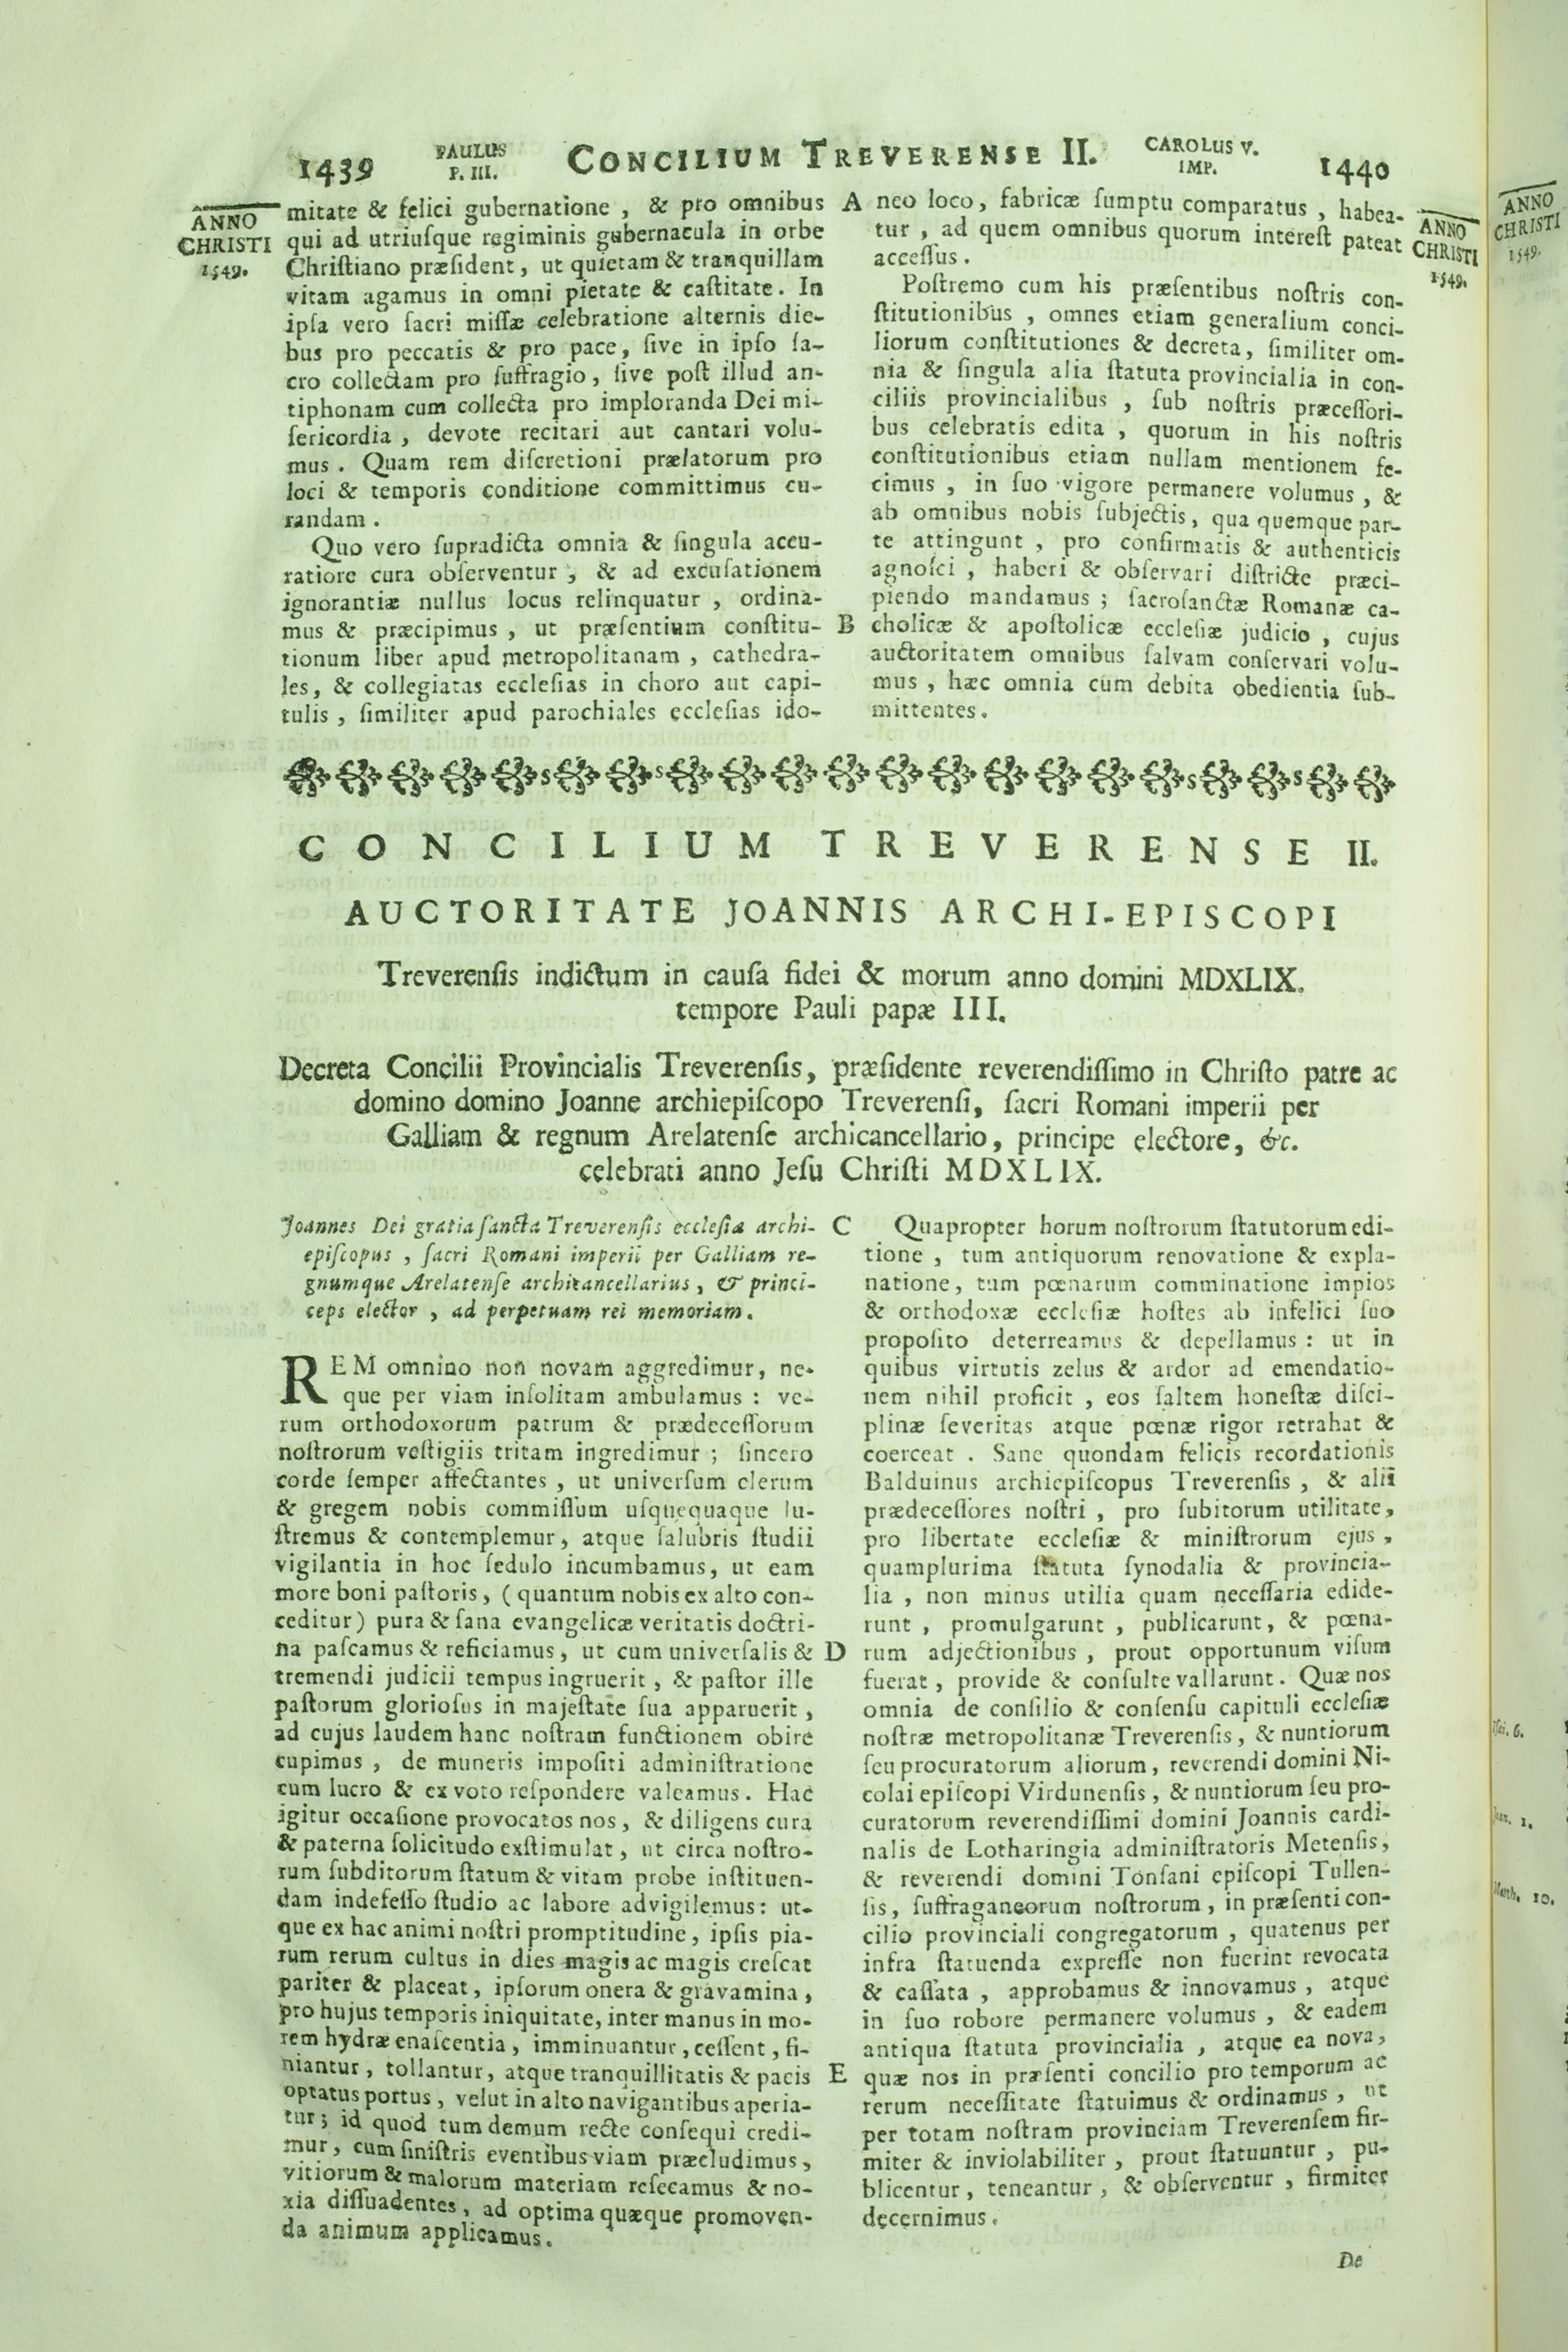 1439 PAULUS P. III. CONCILIUM TREVERENSE II. CAROLUS V. IMP. 1440
ANNO
CHRISTI
1549.
mitate & felici gubernatione , & pro omnibus
qui ad utriuſque regiminis gubernacula in orbe
Chriſtiano præſident, ut quietam & tranquillam
vitam agamus in omni pietate & caſtitate. In
ipſa vero ſacri miſſæ celebratione alternis die-
bus pro peccatis & pro pace, ſive in ipſo ſa-
cro collectam pro ſuffragio, ſive poſt illud an-
tiphonam cum collecta pro imploranda Dei mi-
ſericordia , devote recitari aut cantari volu-
mus . Quam rem diſcretioni prælatorum pro
loci & temporis conditione committimus cu-
randam .
Quo vero ſupradicta omnia & ſingula accu-
ratiore cura obſerventur , & ad excuſationem
ignorantiæ nullus locus relinquatur , ordina-
mus & præcipimus , ut præſentium conſtitu-
tionum liber apud metropolitanam , cathedra-
les, & collegiatas eccleſias in choro aut capi-
tulis , ſimiliter apud parochiales eccleſias ido-
A
B
neo loco, fabricæ ſumptu comparatus , habea-
tur , ad quem omnibus quorum intereſt pateat
acceſſus .
Poſtremo cum his præſentibus noſtris con-
ſtitutionibus , omnes etiam generalium conci-
liorum conſtitutiones & decreta, ſimiliter om-
nia & ſingula alia ſtatuta provincialia in con-
ciliis provincialibus , ſub noſtris præceſſori-
bus celebratis edita , quorum in his noſtris
conſtitutionibus etiam nullam mentionem fe-
cimus , in ſuo vigore permanere volumus , &
ab omnibus nobis ſubjectis, qua quemque par-
te attingunt , pro confirmatis & authenticis
agnoſci , haberi & obſervari diſtricte præci-
piendo mandamus ; ſacroſanctæ Romanæ ca-
tholicæ & apoſtolicæ eccleſiæ judicio , cujus
auctoritatem omnibus ſalvam conſervari volu-
mus , hæc omnia cum debita obedientia ſub-
mittentes .
ANNO
CHRISTI
1549.
ANNO
CHRISTI
1549.
CONCILIUM TREVERENSE II.
AUCTORITATE JOANNIS ARCHI-EPISCOPI
Treverenſis indictum in cauſa fidei & morum anno domini MDXLIX.
tempore Pauli papæ III.
Decreta Concilii Provincialis Treverenſis, præſidente reverendiſſimo in Chriſto patre ac
domino domino Joanne archiepiſcopo Treverenſi, ſacri Romani imperii per
Galliam & regnum Arelatenſe archicancellario, principe electore, &c.
celebrati anno Jeſu Chriſti MDXLIX.
Joannes Dei gratia ſanctæ Treverenſis eccleſiæ archi-
epiſcopus , ſacri Romani imperii per Galliam re-
gnumque Arelatenſe archicancellarius, & princi-
ceps elector , ad perpetuam rei memoriam.
REM omnino non novam aggredimur, ne-
que per viam inſolitam ambulamus : ve-
rum orthodoxorum patrum & prædeceſſorum
noſtrorum veſtigiis tritam ingredimur ; ſincero
corde ſemper affectantes , ut univerſum clerum
& gregem nobis commiſſum uſquequaque lu-
ſtremus & contemplemur, atque ſalubris ſtudii
vigilantia in hoc ſedulo incumbamus, ut eam
more boni paſtoris, ( quantum nobis ex alto con-
ceditur) pura & ſana evangelicæ veritatis doctri-
na paſcamus & reficiamus, ut cum univerſalis &
tremendi judicii tempus ingruerit , & paſtor ille
paſtorum glorioſus in majeſtate ſua apparuerit ,
ad cujus laudem hanc noſtram functionem obire
cupimus , de muneris impoſiti adminiſtratione
cum lucro & ex voto reſpondere valeamus. Hac
igitur occaſione provocatos nos, & diligens cura
& paterna ſolicitudo exſtimulat, ut circa noſtro-
rum ſubditorum ſtatum & vitam probe inſtituen-
dam indefeſſo ſtudio ac labore advigilemus: ut-
que ex hac animi noſtri promptitudine, ipſis pia-
rum rerum cultus in dies magis ac magis creſcat
pariter & placeat, ipſorum onera & gravamina,
pro hujus temporis iniquitate, inter manus in mo-
rem hydræ enaſcentia, imminuantur, ceſſent, fi-
niantur, tollantur, atque tranquillitatis & pacis
optatus portus, velut in alto navigantibus aperia-
tur; id quod tum demum recte conſequi credi-
mur, cum ſiniſtris eventibus viam præcludimus,
vitiorum & malorum materiam reſecamus & no-
xia diſſuadentes, ad optima quæque promoven-
da animum applicamus.
C
D
E
Quapropter horum noſtrorum ſtatutorum edi-
tione , tum antiquorum renovatione & expla-
natione, tum pœnarum comminatione impios
& orthodoxæ eccleſiæ hoſtes ab infelici ſuo
propoſito deterreamus & depellamus : ut in
quibus virtutis zelus & ardor ad emendatio-
nem nihil proficit , eos ſaltem honeſtæ diſci-
plinæ ſeveritas atque pœnæ rigor retrahat &
coerceat . Sane quondam felicis recordationis
Balduinus archiepiſcopus Treverenſis , & alii
prædeceſſores noſtri , pro ſubitorum utilitate,
pro libertate eccleſiæ & miniſtrorum ejus ,
quamplurima ſtatuta ſynodalia & provincia-
lia , non minus utilia quam neceſſaria edide-
runt , promulgarunt , publicarunt, & pœna-
rum adjectionibus , prout opportunum viſum
fuerat , provide & conſulte vallarunt. Quæ nos
omnia de conſilio & conſenſu capituli eccleſiæ
noſtræ metropolitanæ Treverenſis, & nuntiorum
ſeu procuratorum aliorum, reverendi domini Ni-
colai epiſcopi Virdunenſis, & nuntiorum ſeu pro-
curatorum reverendiſſimi domini Joannis cardi-
nalis de Lotharingia adminiſtratoris Metenſis,
& reverendi domini Tonſani epiſcopi Tullen-
ſis, ſuffraganeorum noſtrorum, in præſenti con-
cilio provinciali congregatorum , quatenus per
infra ſtatuenda expreſſe non fuerint revocata
& caſſata , approbamus & innovamus , atque
in ſuo robore permanere volumus , & eadem
antiqua ſtatuta provincialia , atque ea nova,
quæ nos in præſenti concilio pro temporum ac
rerum neceſſitate ſtatuimus & ordinamus , ut
per totam noſtram provinciam Treverenſem fir-
miter & inviolabiliter , prout ſtatuuntur , pu-
blicentur, teneantur, & obſerventur , firmiter
decernimus.
De